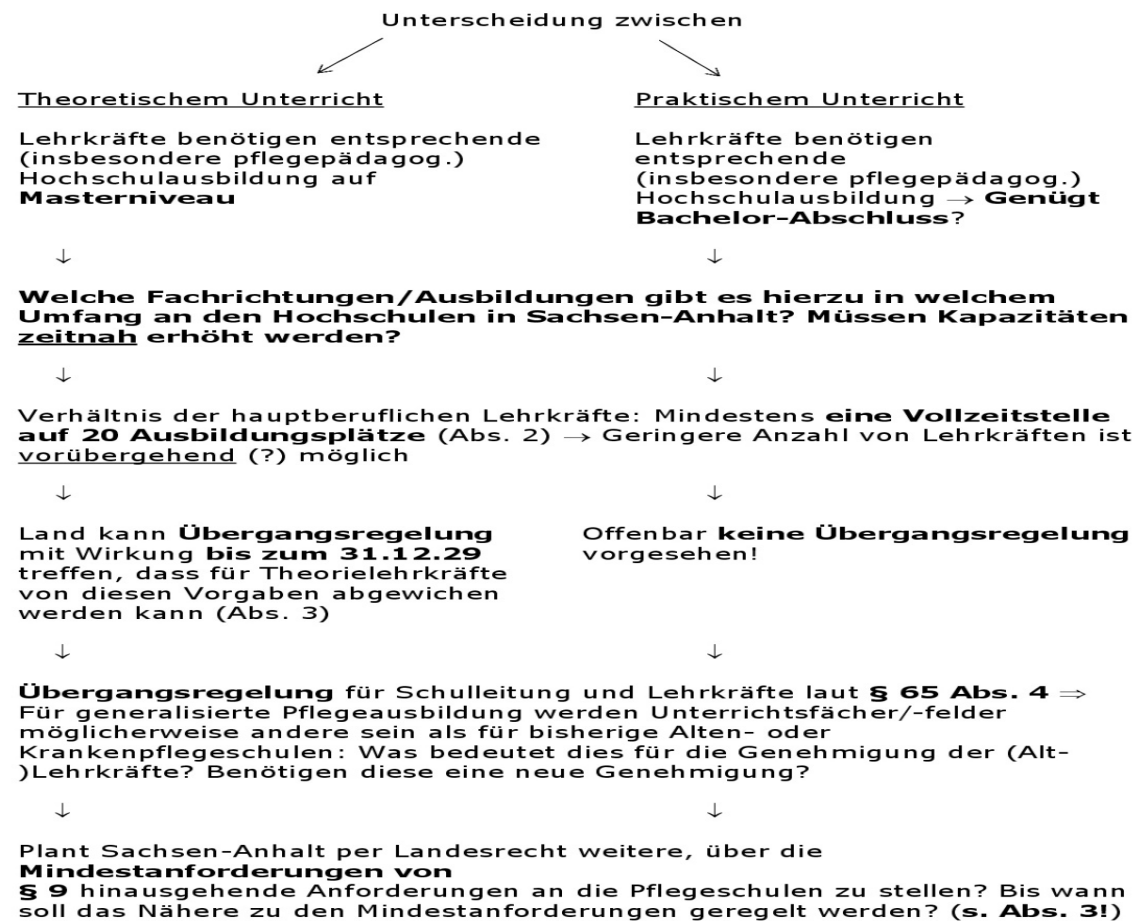 Unterscheidung zwischen
Theoretischem Unterricht
Lehrkräfte benötigen entsprechende
(insbesondere pflegepädagog.)
Hochschulausbildung auf
Masterniveau
Praktischem Unterricht
Lehrkräfte benötigen
entsprechende
(insbesondere pflegepädagog.)
Hochschulausbildung → Genügt
Bachelor-Abschluss?
↓ ↓
Welche Fachrichtungen/Ausbildungen gibt es hierzu in welchem
Umfang an den Hochschulen in Sachsen-Anhalt? Müssen Kapazitäten
zeitnah erhöht werden?
↓ ↓
Verhältnis der hauptberuflichen Lehrkräfte: Mindestens eine Vollzeitstelle
auf 20 Ausbildungsplätze (Abs. 2) → Geringere Anzahl von Lehrkräften ist
vorübergehend (?) möglich
↓ ↓
Land kann Übergangsregelung
mit Wirkung bis zum 31.12.29
treffen, dass für Theorielehrkräfte
von diesen Vorgaben abgewichen
werden kann (Abs. 3)
Offenbar keine Übergangsregelung
vorgesehen!
↓ ↓
Übergangsregelung für Schulleitung und Lehrkräfte laut § 65 Abs. 4 ⇒
Für generalisierte Pflegeausbildung werden Unterrichtsfächer/-felder
möglicherweise andere sein als für bisherige Alten- oder
Krankenpflegeschulen: Was bedeutet dies für die Genehmigung der (Alt-
)Lehrkräfte? Benötigen diese eine neue Genehmigung?
↓ ↓
Plant Sachsen-Anhalt per Landesrecht weitere, über die
Mindestanforderungen von
§ 9 hinausgehende Anforderungen an die Pflegeschulen zu stellen? Bis wann
soll das Nähere zu den Mindestanforderungen geregelt werden? (s. Abs. 3!)